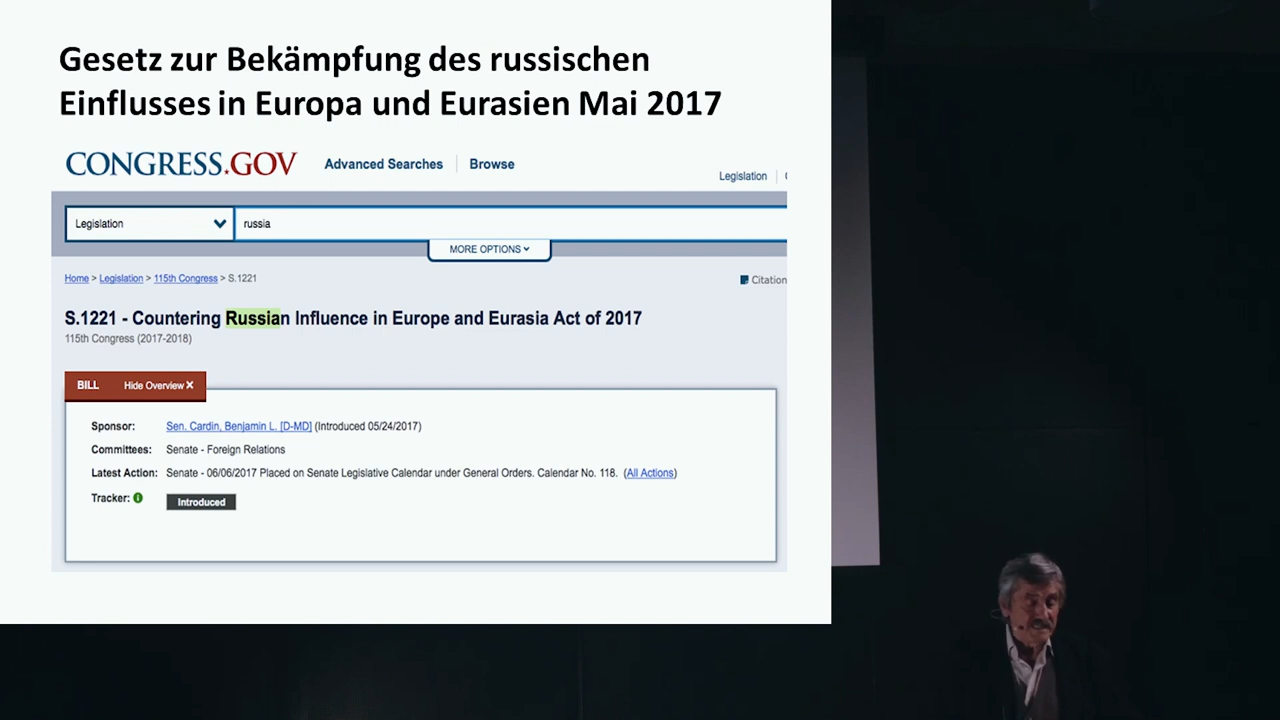 Gesetz zur Bekämpfung des russischen
Einflusses in Europa und Eurasien Mai 2017
CONGRESS.GOV Advanced Searches Browse
Legislation
Legislation russia
MORE OPTIONS
Home > Legislation > 115th Congress > S.1221 Citation
S.1221 - Countering Russian Influence in Europe and Eurasia Act of 2017
115th Congress (2017-2018)
BILL Hide Overview X
Sponsor: Sen. Cardin, Benjamin L. [D-MD] (Introduced 05/24/2017)
Committees: Senate - Foreign Relations
Latest Action: Senate - 06/06/2017 Placed on Senate Legislative Calendar under General Orders. Calendar No. 118. (All Actions)
Tracker: i Introduced